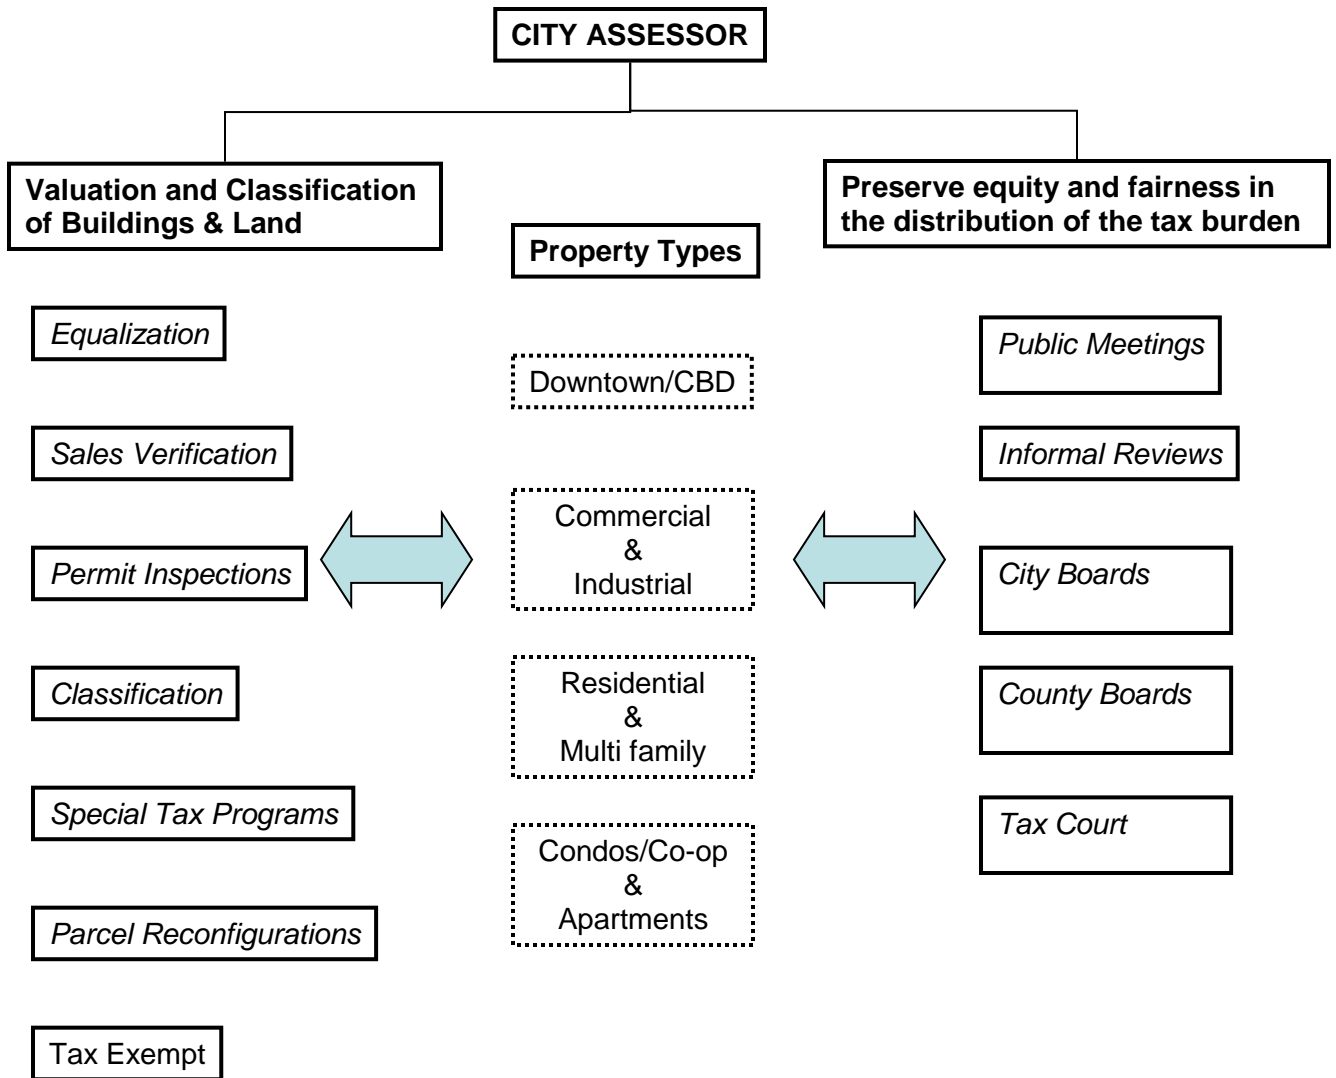 CITY ASSESSOR
Valuation and Classification
of Buildings & Land
Equalization
Sales Verification
Permit Inspections
Classification
Special Tax Programs
Parcel Reconfigurations
Tax Exempt
Property Types
Downtown/CBD
Commercial
&
Industrial
Residential
&
Multi family
Condos/Co-op
&
Apartments
Preserve equity and fairness in
the distribution of the tax burden
Public Meetings
Informal Reviews
City Boards
County Boards
Tax Court